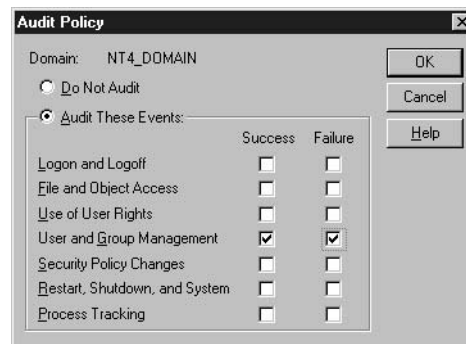 Audit Policy
Domain: NT4_DOMAIN
OK
Do Not Audit
Cancel
Audit These Events:
Help
Success Failure
Logon and Logoff
File and Object Access
Use of User Rights
User and Group Management
Security Policy Changes
Restart, Shutdown, and System
Process Tracking